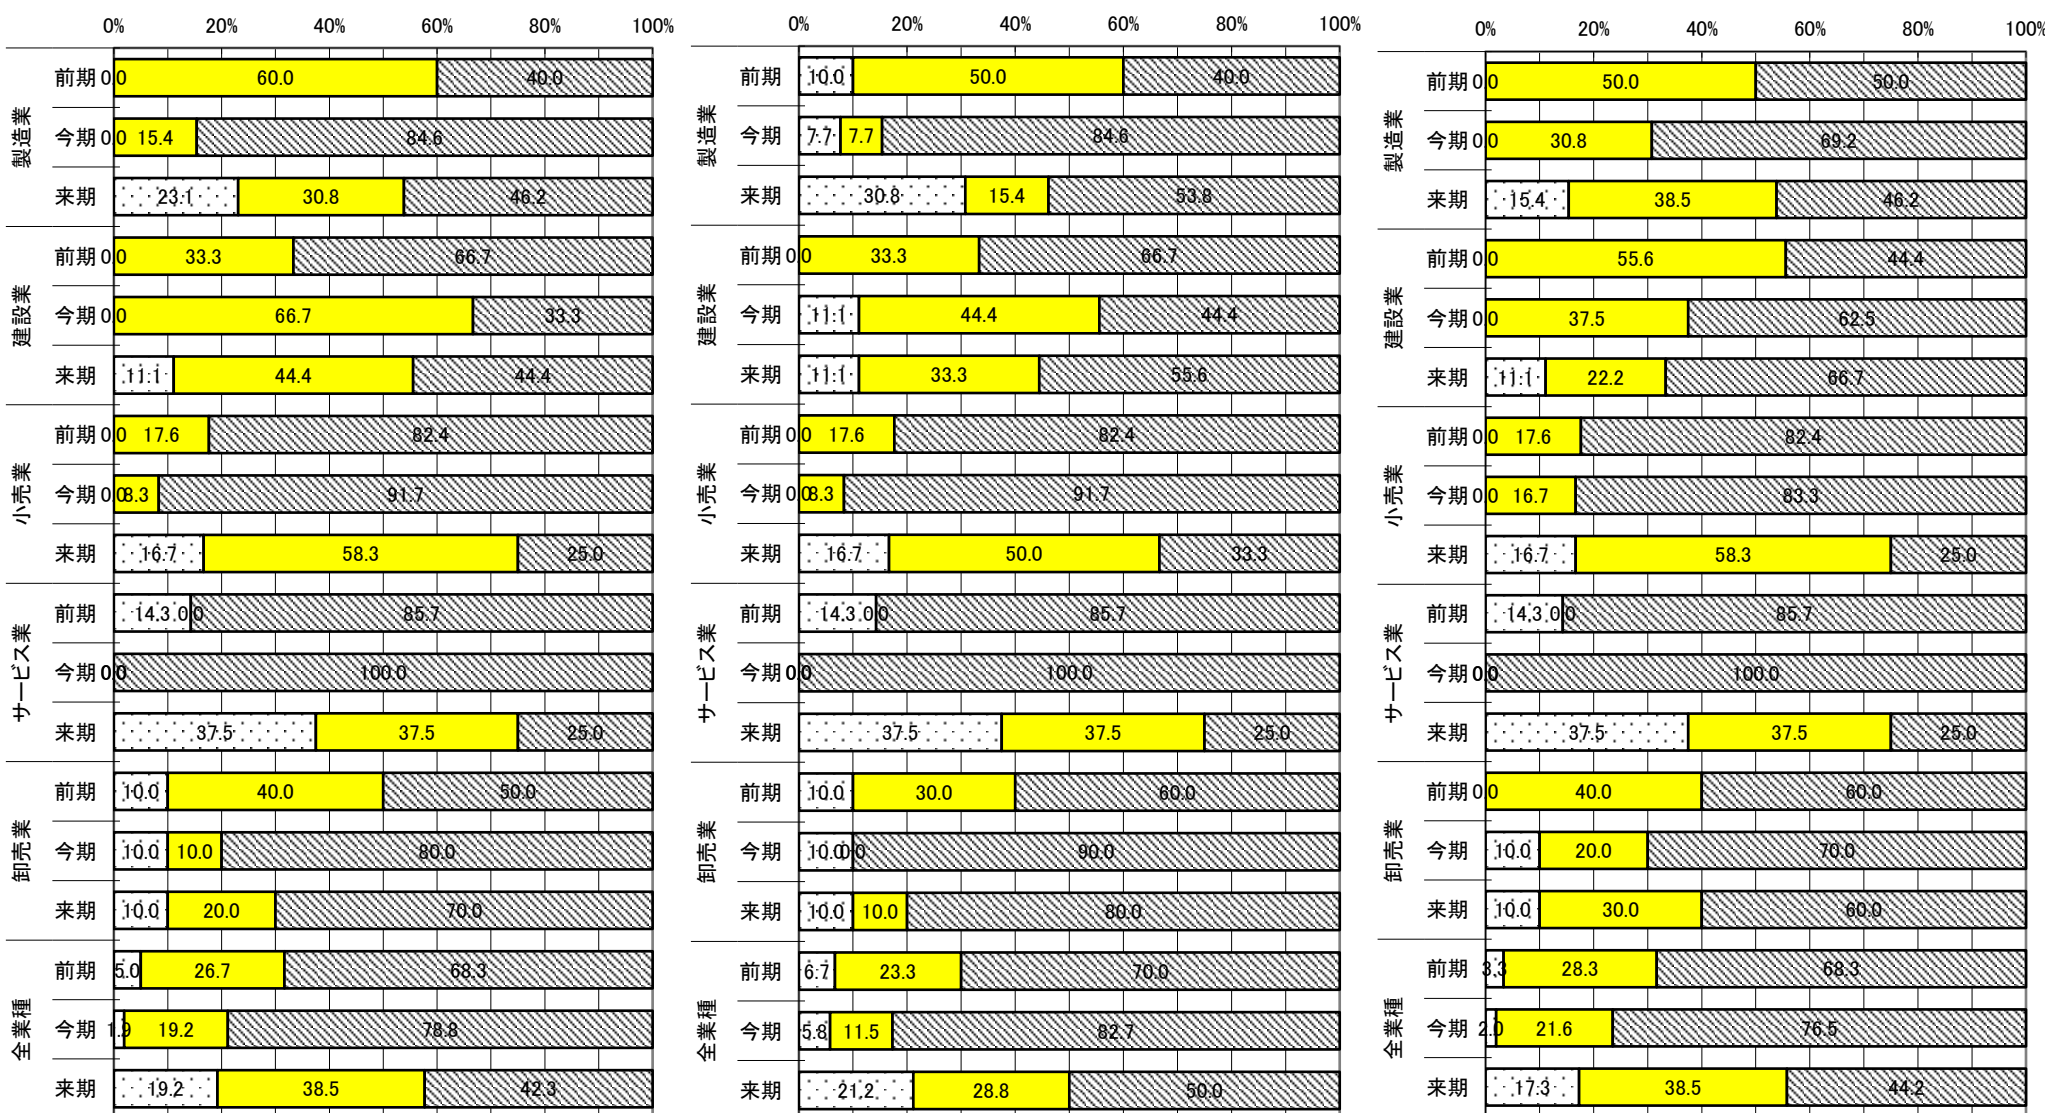 0% 20% 40% 60% 80% 100%
製造業
前期 0.0 60.0 40.0
今期 0.0 15.4 84.6
来期 23.1 30.8 46.2
建設業
前期 0.0 33.3 66.7
今期 0.0 66.7 33.3
来期 11.1 44.4 44.4
小売業
前期 0.0 17.6 82.4
今期 0.0 8.3 91.7
来期 16.7 58.3 25.0
サービス業
前期 14.3 0.0 85.7
今期 0.0 0.0 100.0
来期 37.5 37.5 25.0
卸売業
前期 10.0 40.0 50.0
今期 10.0 10.0 80.0
来期 10.0 20.0 70.0
全業種
前期 5.0 26.7 68.3
今期 1.9 19.2 78.8
来期 19.2 38.5 42.3
0% 20% 40% 60% 80% 100%
製造業
前期 10.0 50.0 40.0
今期 7.7 7.7 84.6
来期 30.8 15.4 53.8
建設業
前期 0.0 33.3 66.7
今期 11.1 44.4 44.4
来期 11.1 33.3 55.6
小売業
前期 0.0 17.6 82.4
今期 0.0 8.3 91.7
来期 16.7 50.0 33.3
サービス業
前期 14.3 0.0 85.7
今期 0.0 0.0 100.0
来期 37.5 37.5 25.0
卸売業
前期 10.0 30.0 60.0
今期 10.0 0.0 90.0
来期 10.0 10.0 80.0
全業種
前期 6.7 23.3 70.0
今期 5.8 11.5 82.7
来期 21.2 28.8 50.0
0% 20% 40% 60% 80% 100%
製造業
前期 0.0 50.0 50.0
今期 0.0 30.8 69.2
来期 15.4 38.5 46.2
建設業
前期 0.0 55.6 44.4
今期 0.0 37.5 62.5
来期 11.1 22.2 66.7
小売業
前期 0.0 17.6 82.4
今期 0.0 16.7 83.3
来期 16.7 58.3 25.0
サービス業
前期 14.3 0.0 85.7
今期 0.0 0.0 100.0
来期 37.5 37.5 25.0
卸売業
前期 0.0 40.0 60.0
今期 10.0 20.0 70.0
来期 10.0 30.0 60.0
全業種
前期 3.3 28.3 68.3
今期 2.0 21.6 76.5
来期 17.3 38.5 44.2